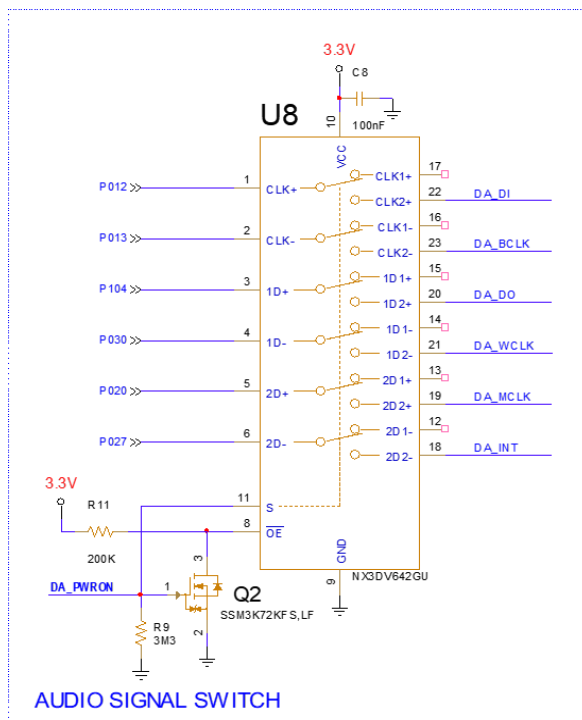 3.3V
C8
U8
10
100nF
VCC
17
CLK1+
P012
1
CLK+
22
CLK2+
DA_DI
16
CLK1-
P013
2
CLK-
23
CLK2-
DA_BCLK
15
1D1+
P104
3
1D+
20
1D2+
DA_DO
14
1D1-
P030
4
1D-
21
1D2-
DA_WCLK
13
2D1+
P020
5
2D+
19
2D2+
DA_MCLK
12
2D1-
P027
6
2D-
18
2D2-
DA_INT
3.3V
11
S
R11
8
OE
200K
GND
3
9
NX3DV642GU
DA_PWRON
1
Q2
SSM3K72KFS,LF
R9
3M3
2
AUDIO SIGNAL SWITCH